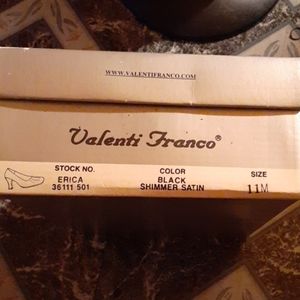 WWW.VALENTIFRANCO.COM
Valenti Franco®
STOCK NO. COLOR SIZE
ERICA BLACK 11M
36111 501 SHIMMER SATIN